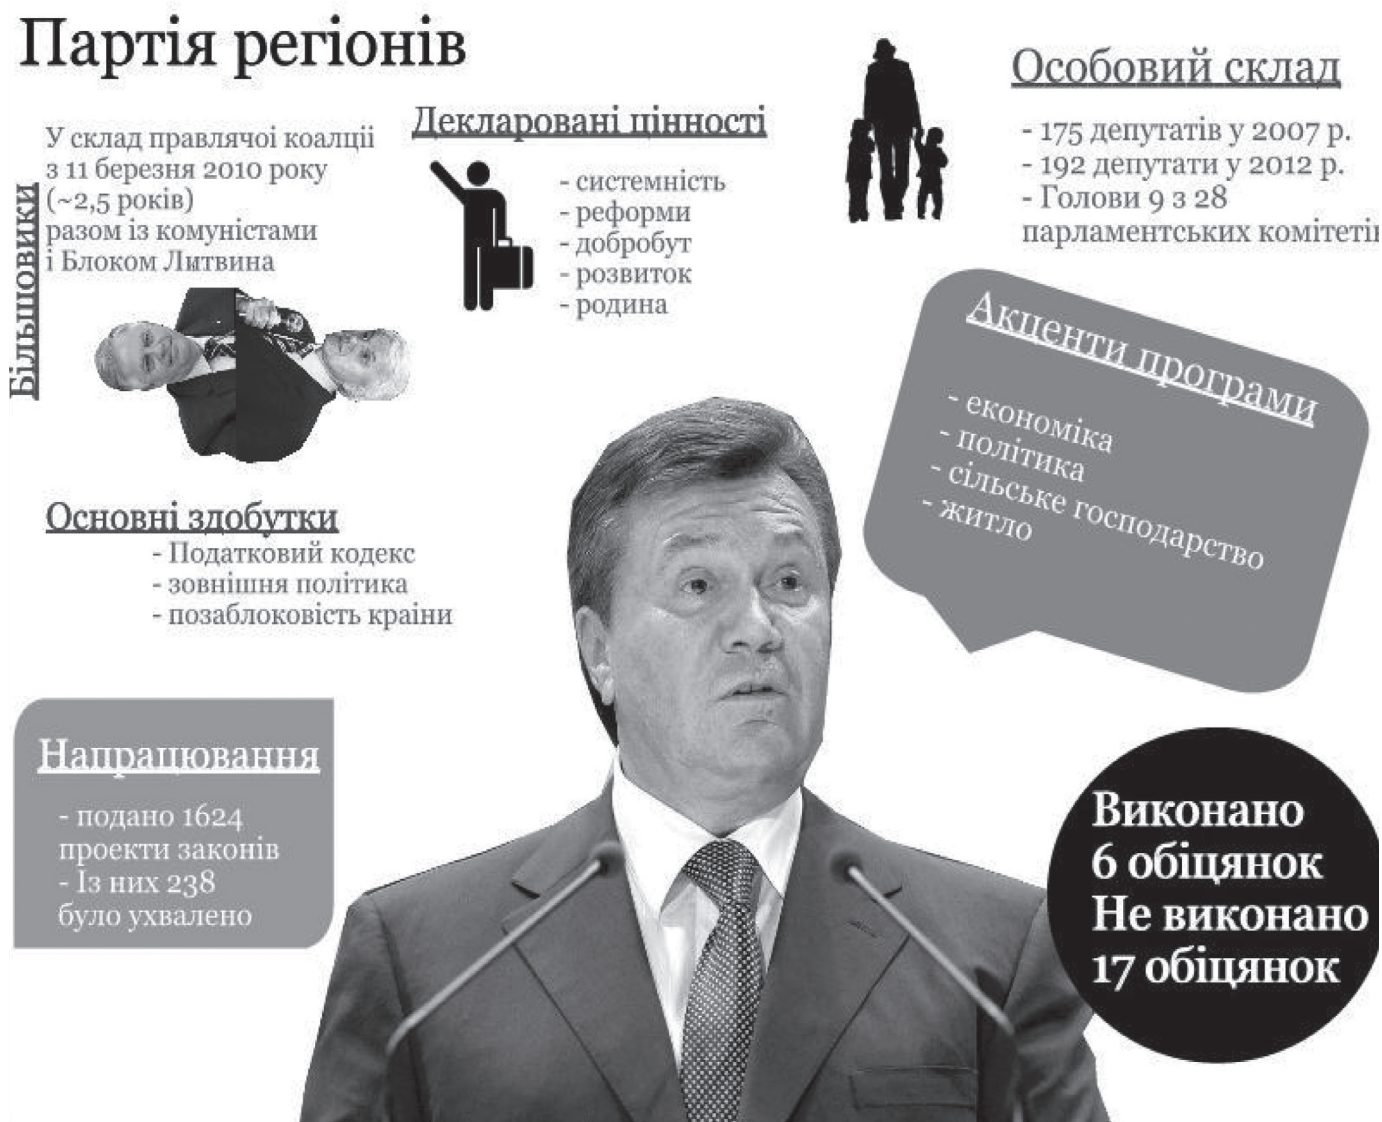 Партія регіонів
Більшовики
У склад правлячої коаліції
з 11 березня 2010 року
(~2,5 років)
разом із комуністами
і Блоком Литвина
Декларовані цінності
- системність
- реформи
- добробут
- розвиток
- родина
Особовий склад
- 175 депутатів у 2007 р.
- 192 депутати у 2012 р.
- Голови 9 з 28
парламентських комітетів
Акценти програми
- економіка
- політика
- сільське господарство
- житло
Основні здобутки
- Податковий кодекс
- зовнішня політика
- позаблоковість країни
Напрацювання
- подано 1624
проекти законів
- Із них 238
було ухвалено
Виконано
6 обіцянок
Не виконано
17 обіцянок